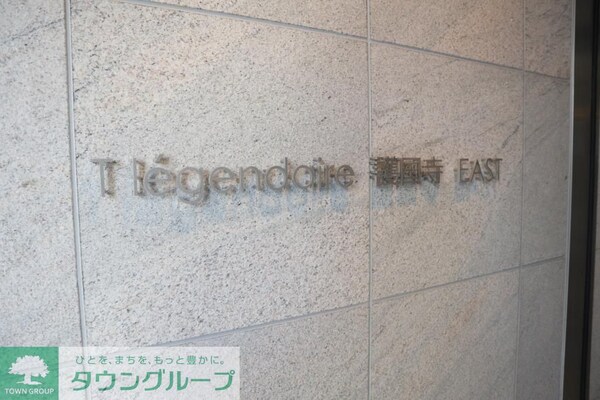 T légendaire 護國寺 EAST
ひとを、まちを、もっと豊かに。
タウングループ
TOWN GROUP